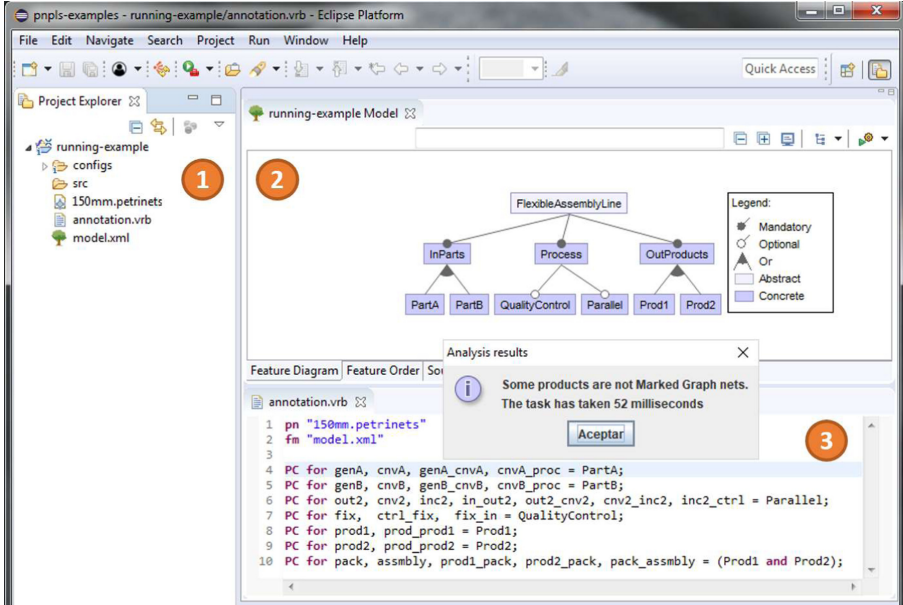 pnpls-examples - running-example/annotation.vrb - Eclipse Platform
File Edit Navigate Search Project Run Window Help
Quick Access
Project Explorer
running-example
configs
src
150mm.petrinets
annotation.vrb
model.xml
1
running-example Model
2
FlexibleAssemblyLine
InParts Process OutProducts
PartA PartB QualityControl Parallel Prod1 Prod2
Legend:
Mandatory
Optional
Or
Abstract
Concrete
Feature Diagram Feature Order
Analysis results
Some products are not Marked Graph nets.
The task has taken 52 milliseconds
Aceptar
annotation.vrb
3
1 pn "150mm.petrinets"
2 fm "model.xml"
3
4 PC for genA, cnvA, genA_cnvA, cnvA_proc = PartA;
5 PC for genB, cnvB, genB_cnvB, cnvB_proc = PartB;
6 PC for out2, cnv2, inc2, in_out2, out2_cnv2, cnv2_inc2, inc2_ctrl = Parallel;
7 PC for fix, ctrl_fix, fix_in = QualityControl;
8 PC for prod1, prod_prod1 = Prod1;
9 PC for prod2, prod_prod2 = Prod2;
10 PC for pack, assmbly, prod1_pack, prod2_pack, pack_assmbly = (Prod1 and Prod2);